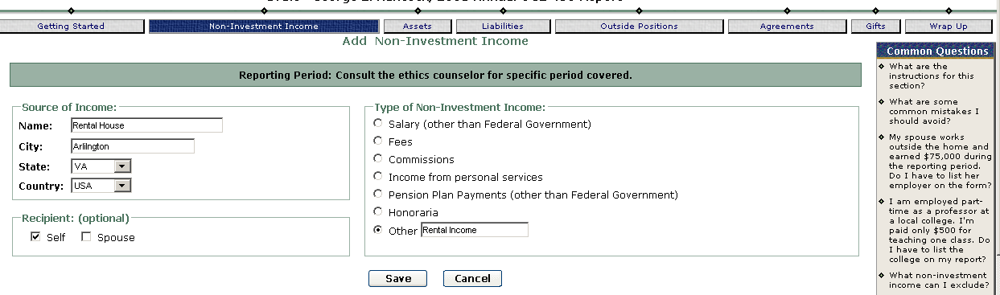 Getting Started
Non-Investment Income
Assets
Liabilities
Outside Positions
Agreements
Gifts
Wrap Up
Add Non-Investment Income
Reporting Period: Consult the ethics counselor for specific period covered.
Source of Income:
Name: Rental House
City: Arlilngton
State: VA
Country: USA
Recipient: (optional)
Self Spouse
Type of Non-Investment Income:
Salary (other than Federal Government)
Fees
Commissions
Income from personal services
Pension Plan Payments (other than Federal Government)
Honoraria
Other Rental Income
Save Cancel
Common Questions
What are the
instructions for this
section?
What are some
common mistakes I
should avoid?
My spouse works
outside the home and
earned $75,000 during
the reporting period.
Do I have to list her
employer on the form?
I am employed part-
time as a professor at
a local college. I'm
paid only $500 for
teaching one class. Do
I have to list the
college on my report?
What non-investment
income can I exclude?